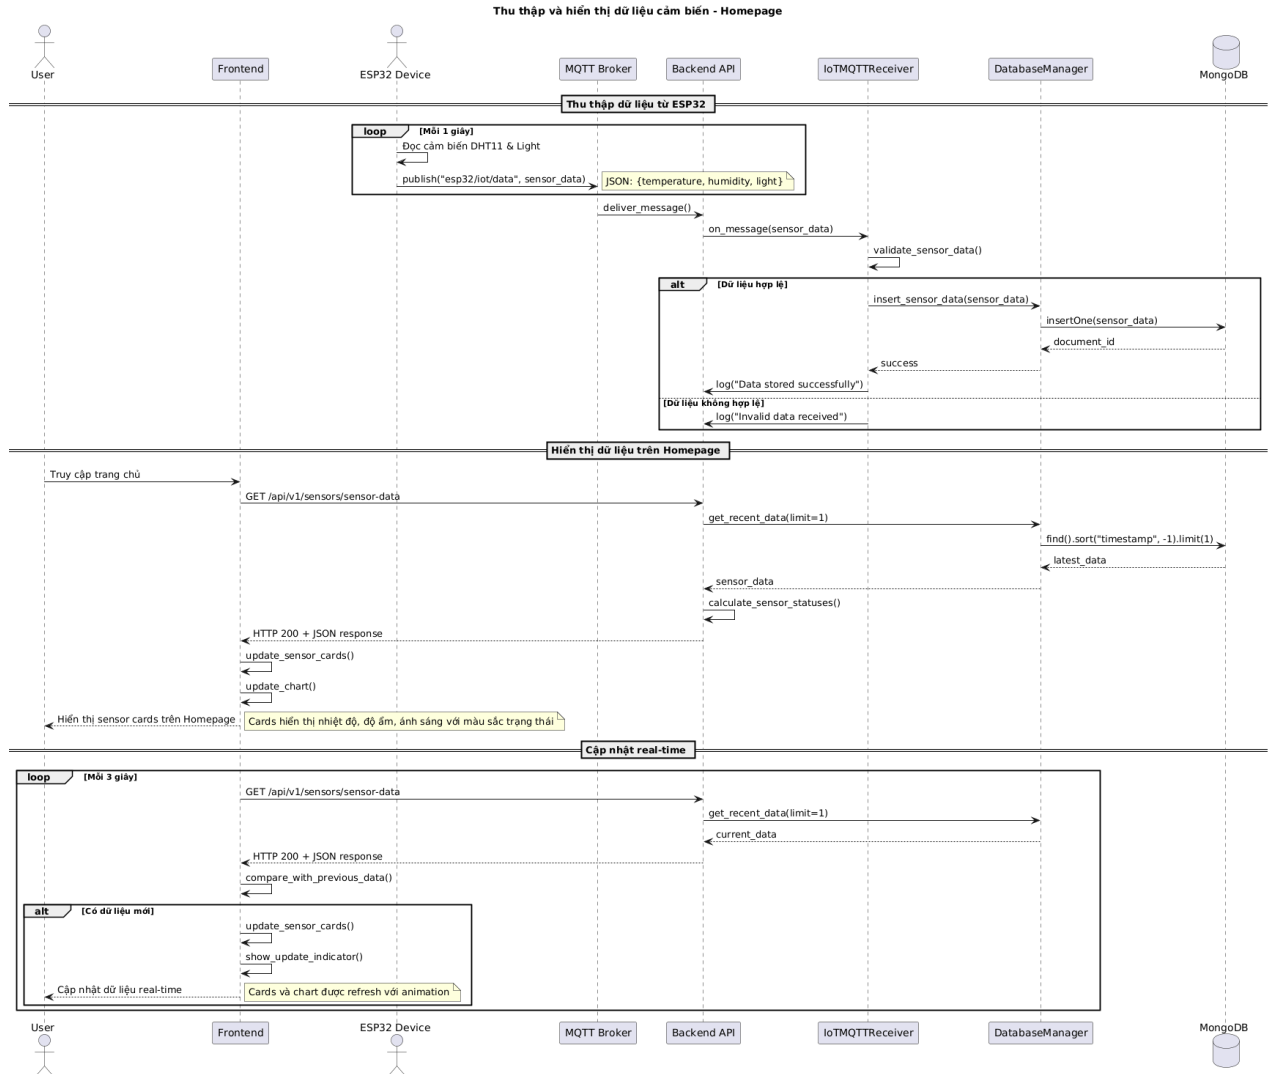 Thu thập và hiển thị dữ liệu cảm biến - Homepage
User
Frontend
ESP32 Device
MQTT Broker
Backend API
IoTMQTTReceiver
DatabaseManager
MongoDB
Thu thập dữ liệu từ ESP32
loop [Mỗi 1 giây]
Đọc cảm biến DHT11 & Light
publish("esp32/iot/data", sensor_data)
JSON: {temperature, humidity, light}
deliver_message()
on_message(sensor_data)
validate_sensor_data()
alt [Dữ liệu hợp lệ]
insert_sensor_data(sensor_data)
insertOne(sensor_data)
document_id
success
log("Data stored successfully")
[Dữ liệu không hợp lệ]
log("Invalid data received")
Hiển thị dữ liệu trên Homepage
Truy cập trang chủ
GET /api/v1/sensors/sensor-data
get_recent_data(limit=1)
find().sort("timestamp", -1).limit(1)
latest_data
sensor_data
calculate_sensor_statuses()
HTTP 200 + JSON response
update_sensor_cards()
update_chart()
Hiển thị sensor cards trên Homepage
Cards hiển thị nhiệt độ, độ ẩm, ánh sáng với màu sắc trạng thái
Cập nhật real-time
loop [Mỗi 3 giây]
GET /api/v1/sensors/sensor-data
get_recent_data(limit=1)
current_data
HTTP 200 + JSON response
compare_with_previous_data()
alt [Có dữ liệu mới]
update_sensor_cards()
show_update_indicator()
Cập nhật dữ liệu real-time
Cards và chart được refresh với animation
User
Frontend
ESP32 Device
MQTT Broker
Backend API
IoTMQTTReceiver
DatabaseManager
MongoDB